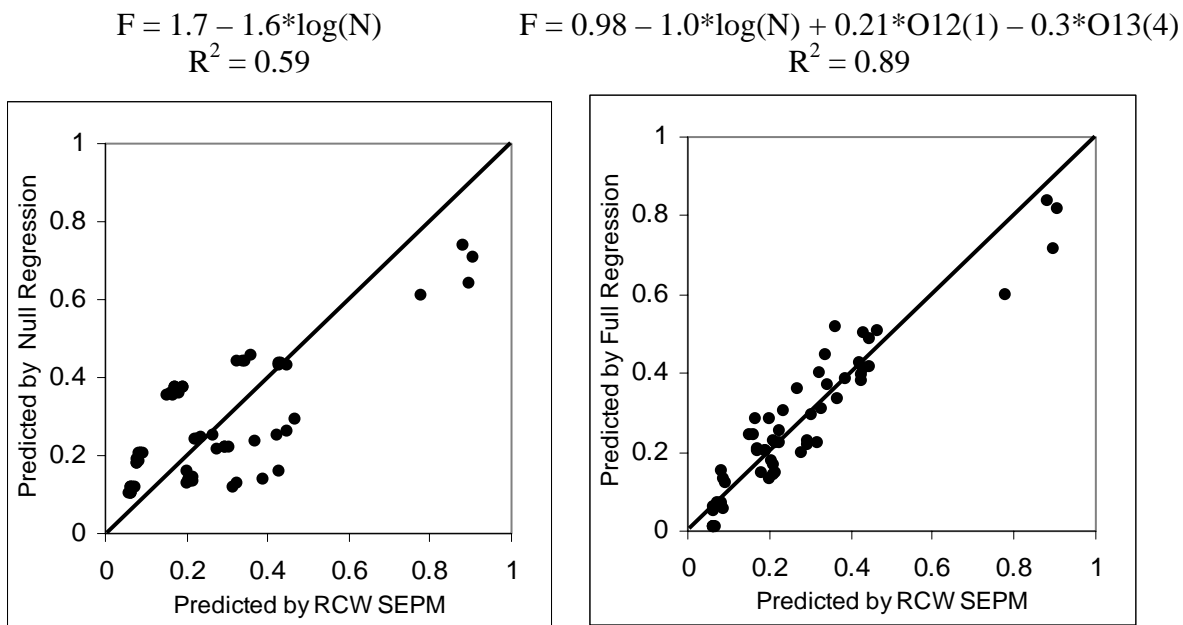 F = 1.7 – 1.6*log(N)
R² = 0.59
1
0.8
0.6
0.4
0.2
0
0 0.2 0.4 0.6 0.8 1
Predicted by Null Regression
Predicted by RCW SEPM
F = 0.98 – 1.0*log(N) + 0.21*O12(1) – 0.3*O13(4)
R² = 0.89
1
0.8
0.6
0.4
0.2
0
0 0.2 0.4 0.6 0.8 1
Predicted by Full Regression
Predicted by RCW SEPM